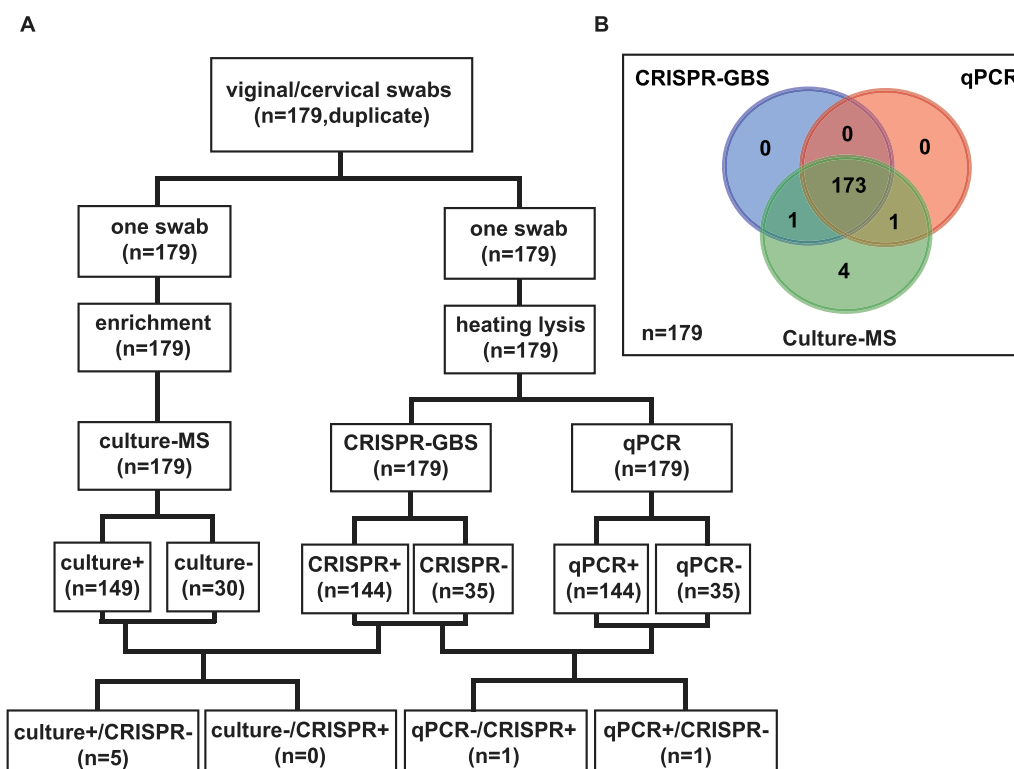 A
viginal/cervical swabs
(n=179,duplicate)
one swab
(n=179)
one swab
(n=179)
enrichment
(n=179)
heating lysis
(n=179)
culture-MS
(n=179)
CRISPR-GBS
(n=179)
qPCR
(n=179)
culture+
(n=149)
culture-
(n=30)
CRISPR+
(n=144)
CRISPR-
(n=35)
qPCR+
(n=144)
qPCR-
(n=35)
culture+/CRISPR-
(n=5)
culture-/CRISPR+
(n=0)
qPCR-/CRISPR+
(n=1)
qPCR+/CRISPR-
(n=1)
B
CRISPR-GBS
qPCR
0
0
0
173
1
1
4
n=179
Culture-MS